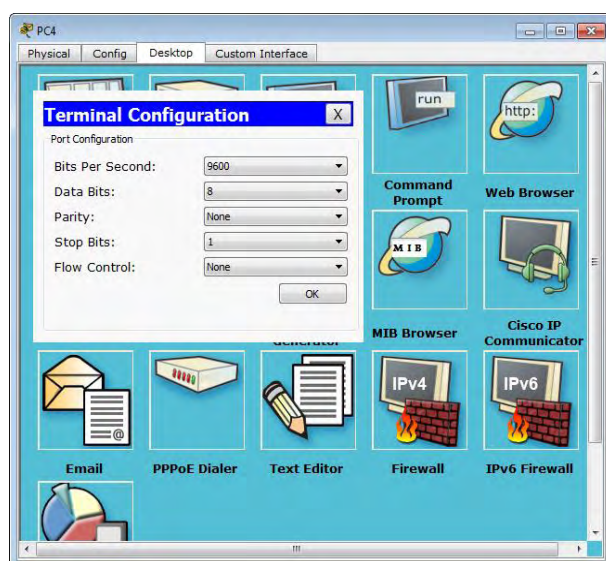 PC4
Physical Config Desktop Custom Interface
Terminal Configuration X
Port Configuration
Bits Per Second: 9600
Data Bits: 8
Parity: None
Stop Bits: 1
Flow Control: None
OK
run
http:
Command
Prompt
Web Browser
MIB
Generator
MIB Browser
Cisco IP
Communicator
@
IPv4
IPv6
Email PPPoE Dialer Text Editor Firewall IPv6 Firewall